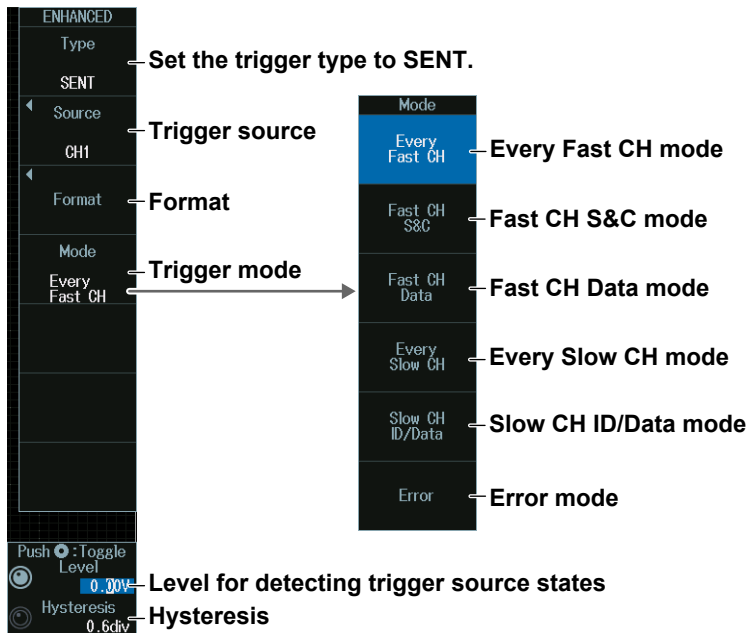 ENHANCED
Type
SENT
Set the trigger type to SENT.
Source
CH1
Trigger source
Format
Format
Mode
Every
Fast CH
Trigger mode
Mode
Every
Fast CH
Every Fast CH mode
Fast CH
S&C
Fast CH S&C mode
Fast CH
Data
Fast CH Data mode
Every
Slow CH
Every Slow CH mode
Slow CH
ID/Data
Slow CH ID/Data mode
Error
Error mode
Push :Toggle
Level
0.00V
Level for detecting trigger source states
Hysteresis
0.6div
Hysteresis